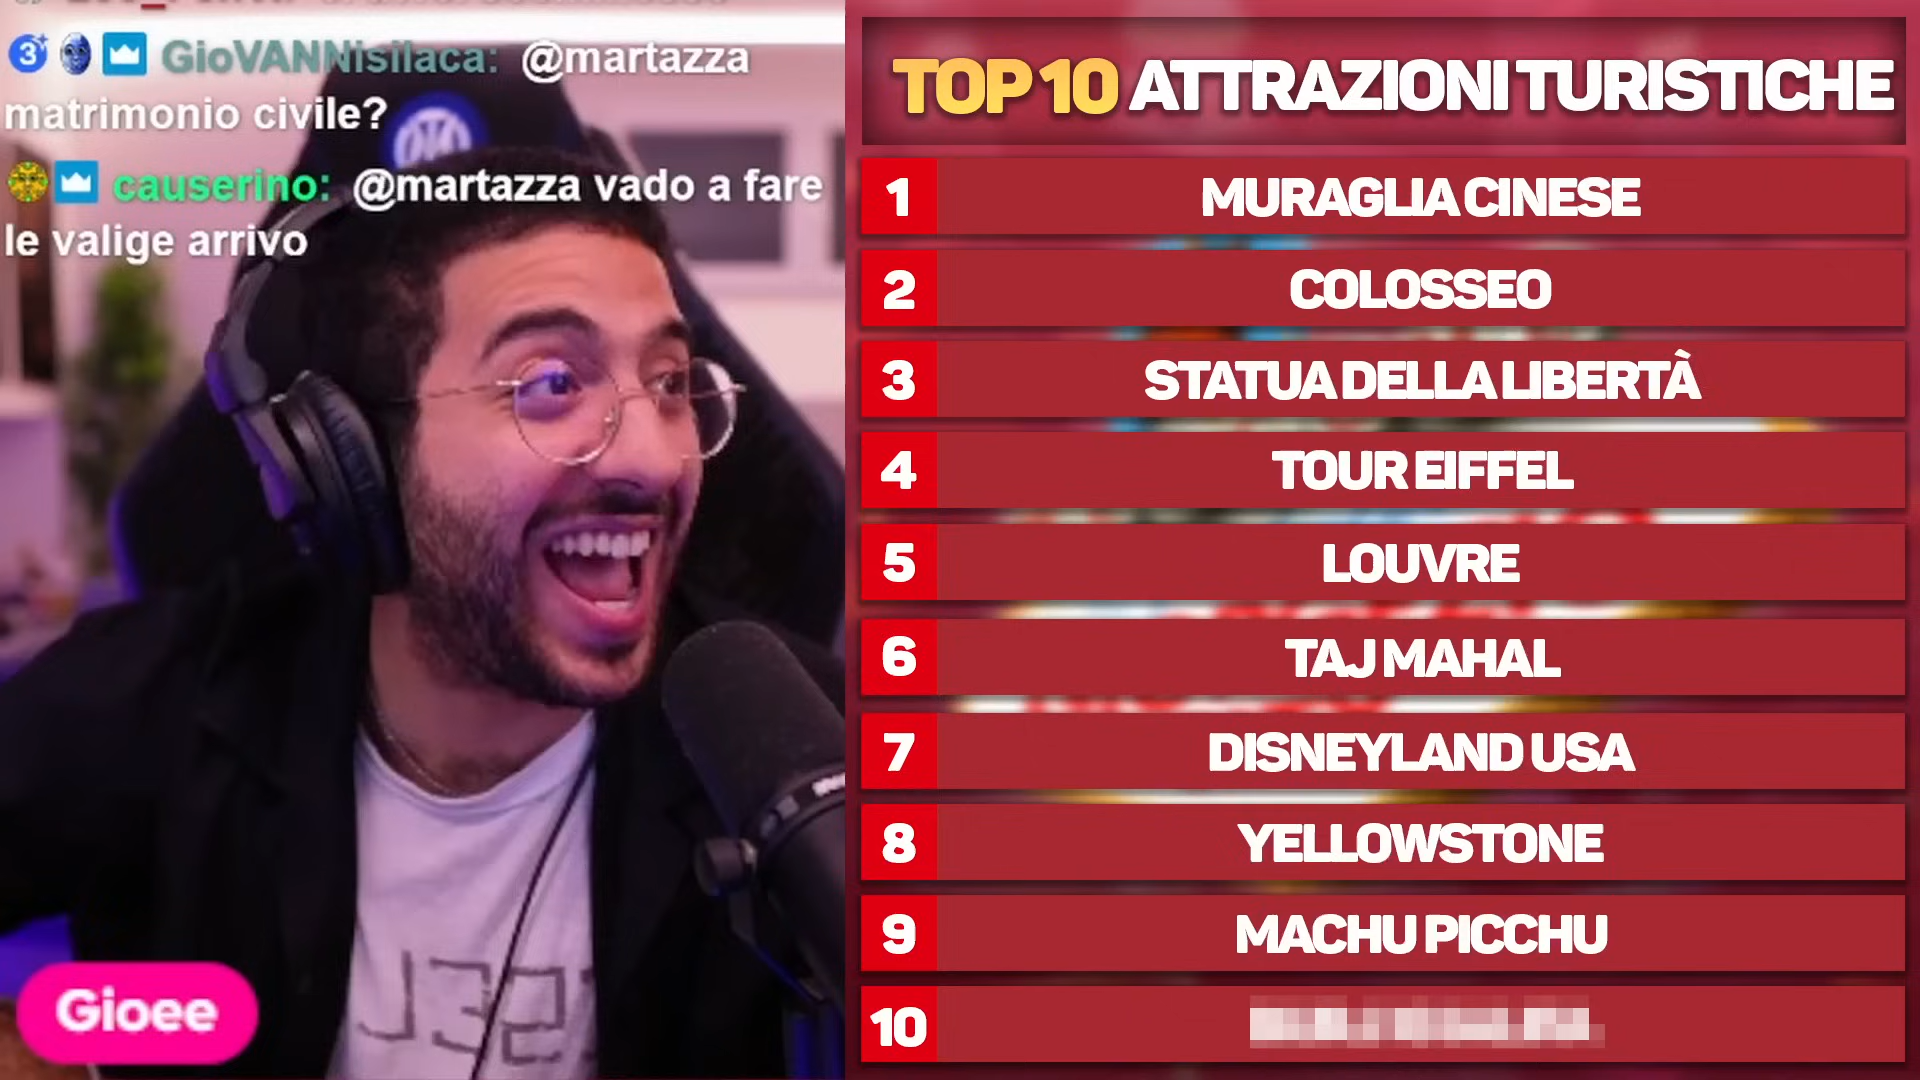 GioVANNisilaca: @martazza
matrimonio civile?
causerino: @martazza vado a fare
le valige arrivo
Gioee
TOP 10 ATTRAZIONI TURISTICHE
1 MURAGLIA CINESE
2 COLOSSEO
3 STATUA DELLA LIBERTÀ
4 TOUR EIFFEL
5 LOUVRE
6 TAJ MAHAL
7 DISNEYLAND USA
8 YELLOWSTONE
9 MACHU PICCHU
10